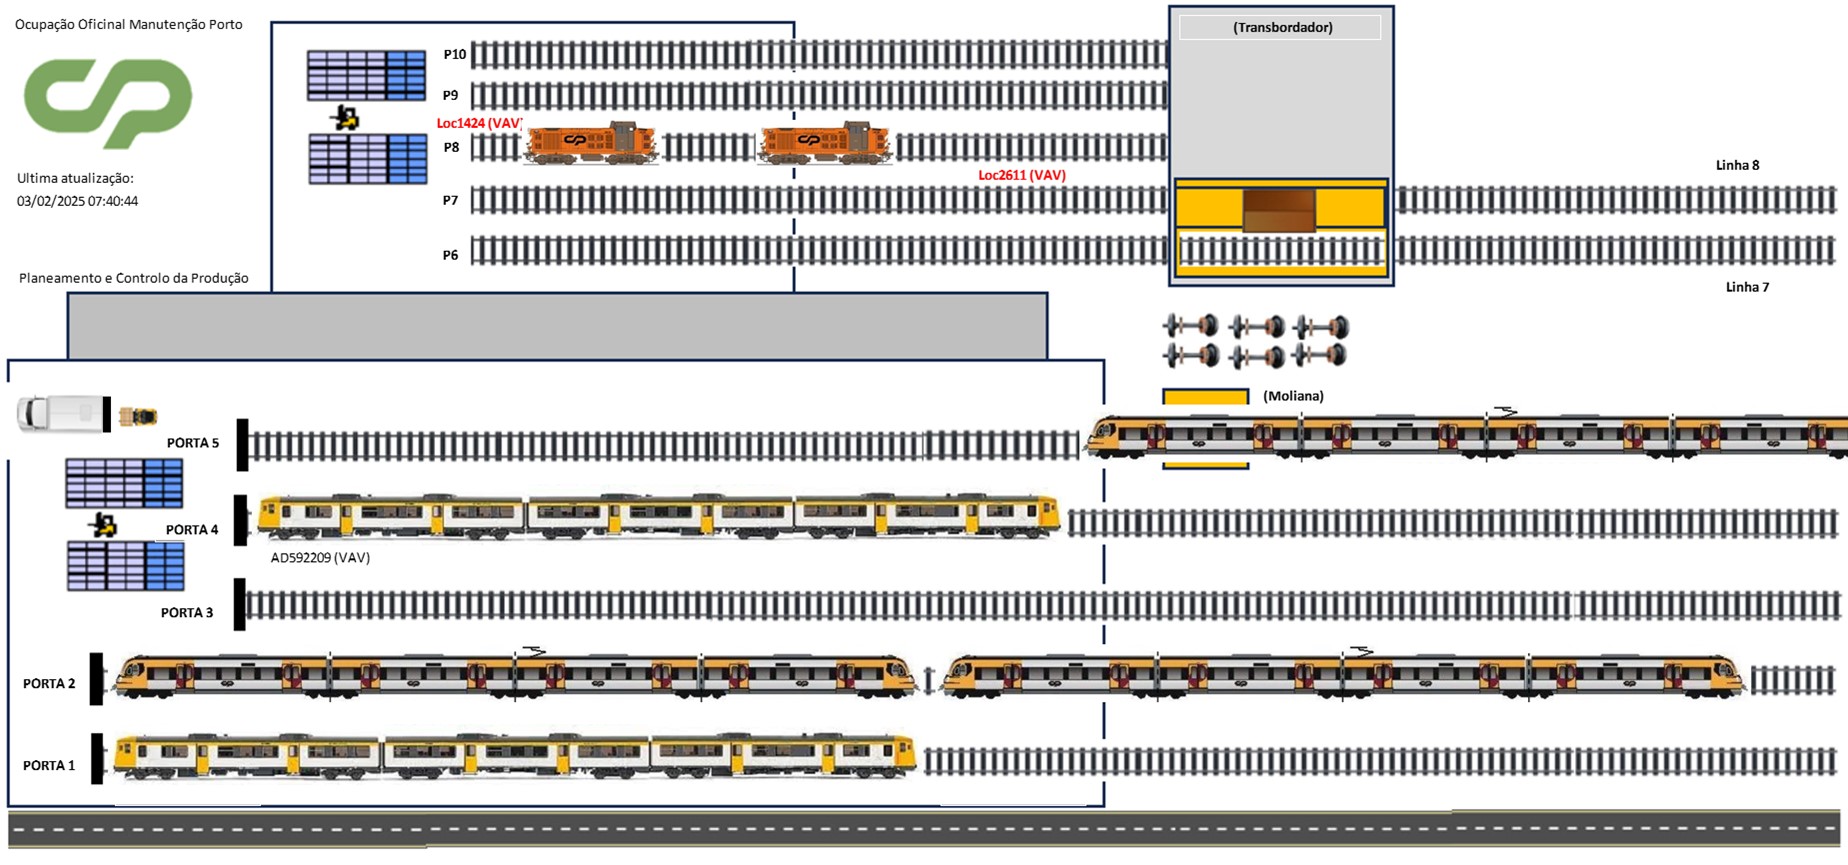 Ocupação Oficinal Manutenção Porto
(Transbordador)
P10
P9
Loc1424 (VAV)
P8
Linha 8
Ultima atualização:
Loc2611 (VAV)
03/02/2025 07:40:44
P7
P6
Planeamento e Controlo da Produção
Linha 7
(Moliana)
PORTA 5
PORTA 4
AD592209 (VAV)
PORTA 3
PORTA 2
PORTA 1